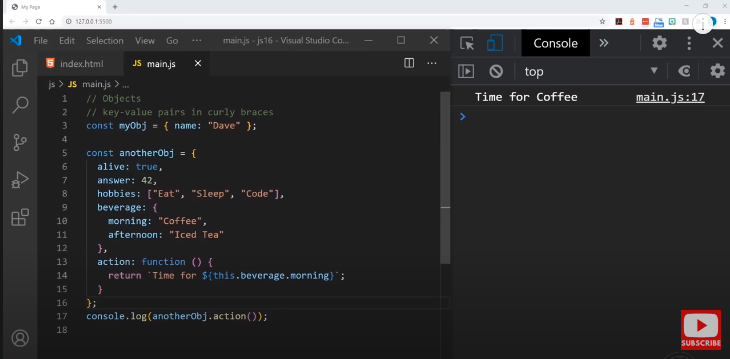 My Page
127.0.0.1:5500
File Edit Selection View Go ··· main.js - js16 - Visual Studio Co...
index.html JS main.js
js > JS main.js > ...
1 // Objects
2 // key-value pairs in curly braces
3 const myObj = { name: "Dave" };
4
5 const anotherObj = {
6 alive: true,
7 answer: 42,
8 hobbies: ["Eat", "Sleep", "Code"],
9 beverage: {
10 morning: "Coffee",
11 afternoon: "Iced Tea"
12 },
13 action: function () {
14 return `Time for ${this.beverage.morning}`;
15 }
16 };
17 console.log(anotherObj.action());
18
Console »
top
Time for Coffee main.js:17
>
SUBSCRIBE